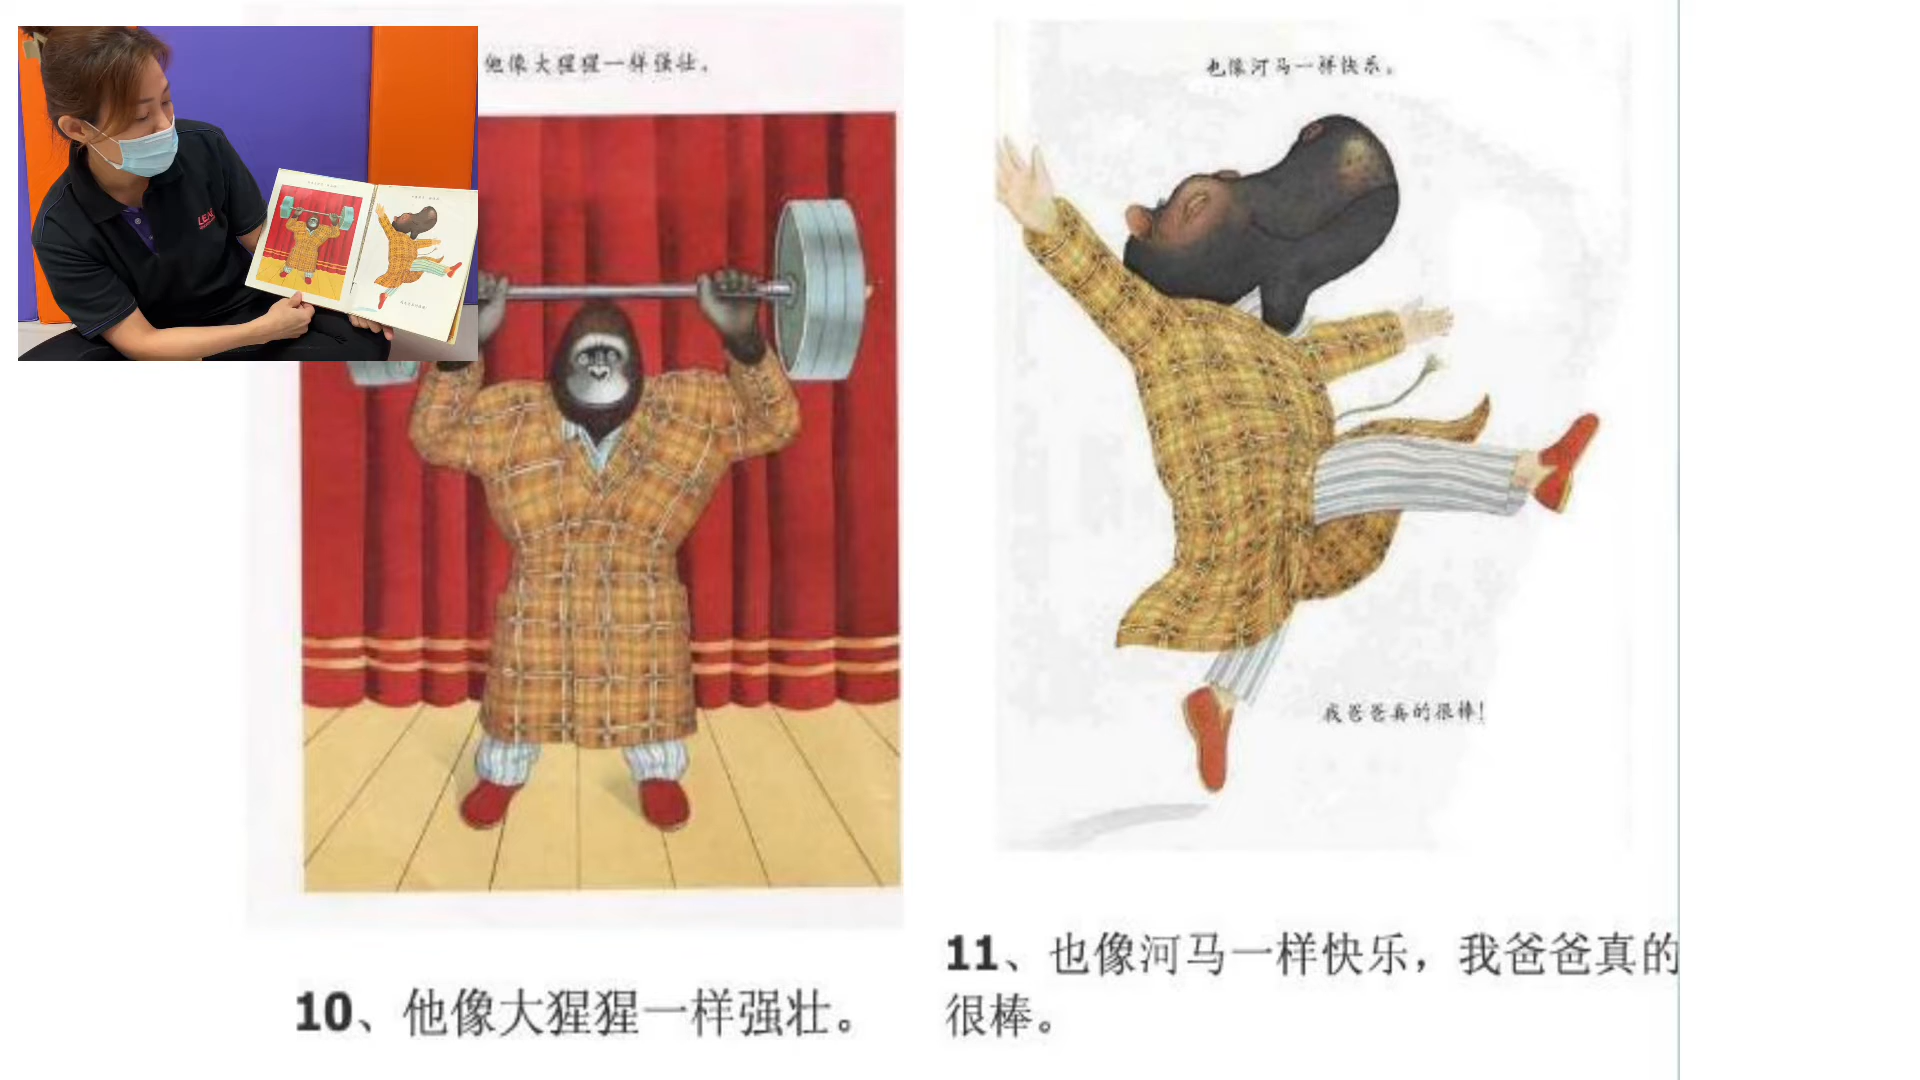 他像大猩猩一样强壮。
也像河马一样快乐。
我爸爸真的很棒！
10、他像大猩猩一样强壮。
11、也像河马一样快乐，我爸爸真的
很棒。